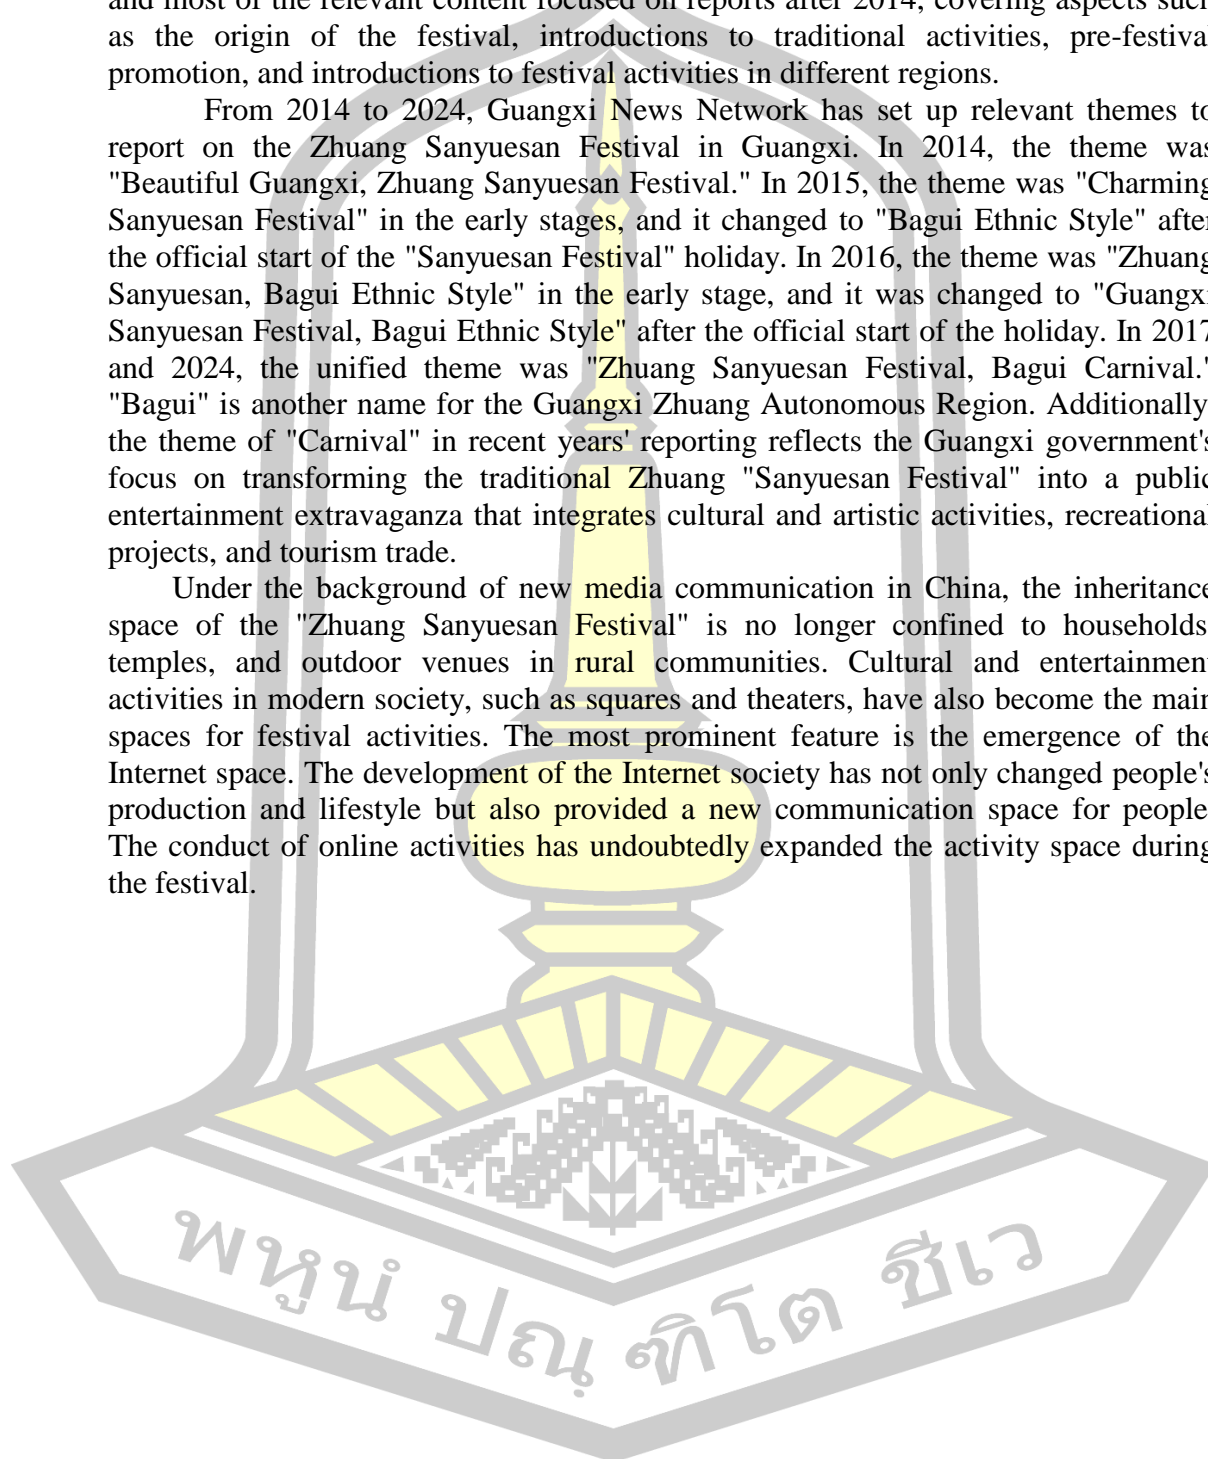 and most of the relevant content focused on reports after 2014, covering aspects such
as the origin of the festival, introductions to traditional activities, pre-festival
promotion, and introductions to festival activities in different regions.
From 2014 to 2024, Guangxi News Network has set up relevant themes to
report on the Zhuang Sanyuesan Festival in Guangxi. In 2014, the theme was
"Beautiful Guangxi, Zhuang Sanyuesan Festival." In 2015, the theme was "Charming
Sanyuesan Festival" in the early stages, and it changed to "Bagui Ethnic Style" after
the official start of the "Sanyuesan Festival" holiday. In 2016, the theme was "Zhuang
Sanyuesan, Bagui Ethnic Style" in the early stage, and it was changed to "Guangxi
Sanyuesan Festival, Bagui Ethnic Style" after the official start of the holiday. In 2017
and 2024, the unified theme was "Zhuang Sanyuesan Festival, Bagui Carnival."
"Bagui" is another name for the Guangxi Zhuang Autonomous Region. Additionally,
the theme of "Carnival" in recent years' reporting reflects the Guangxi government's
focus on transforming the traditional Zhuang "Sanyuesan Festival" into a public
entertainment extravaganza that integrates cultural and artistic activities, recreational
projects, and tourism trade.
Under the background of new media communication in China, the inheritance
space of the "Zhuang Sanyuesan Festival" is no longer confined to households,
temples, and outdoor venues in rural communities. Cultural and entertainment
activities in modern society, such as squares and theaters, have also become the main
spaces for festival activities. The most prominent feature is the emergence of the
Internet space. The development of the Internet society has not only changed people's
production and lifestyle but also provided a new communication space for people.
The conduct of online activities has undoubtedly expanded the activity space during
the festival.
พหูนํ ปณฺฑิโต ชีเว